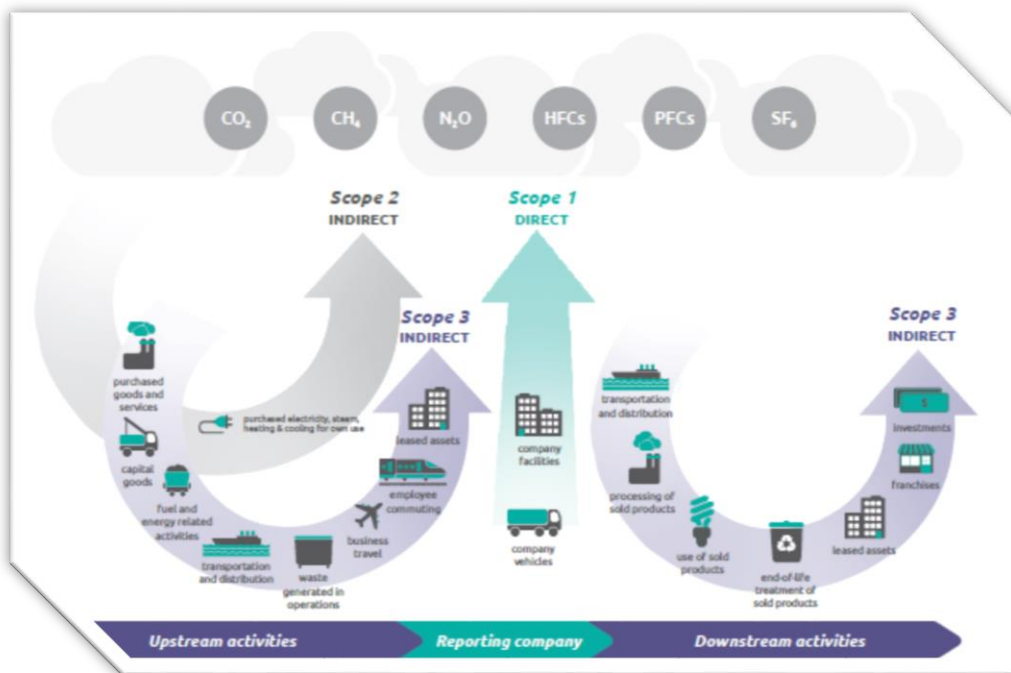 CO₂ CH₄ N₂O HFCs PFCs SF₆
Scope 2
INDIRECT
Scope 1
DIRECT
Scope 3
INDIRECT
Scope 3
INDIRECT
purchased
goods and
services
capital
goods
fuel and
energy related
activities
purchased electricity, steam,
heating & cooling for own use
transportation
and distribution
waste
generated in
operations
business
travel
employee
commuting
leased assets
company
facilities
company
vehicles
transportation
and distribution
processing of
sold products
use of sold
products
end-of-life
treatment of
sold products
leased assets
franchises
$
investments
Upstream activities
Reporting company
Downstream activities